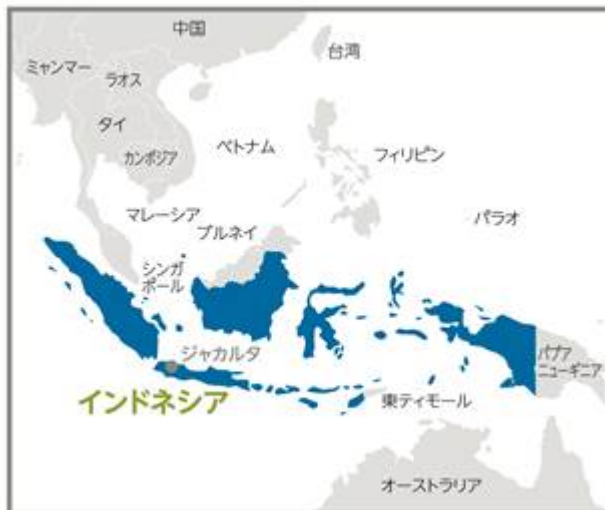 中国
台湾
ミャンマー
ラオス
タイ
カンボジア
ベトナム
フィリピン
マレーシア
ブルネイ
パラオ
シンガ
ポール
ジャカルタ
パプア
ニューギニア
インドネシア
東ティモール
オーストラリア